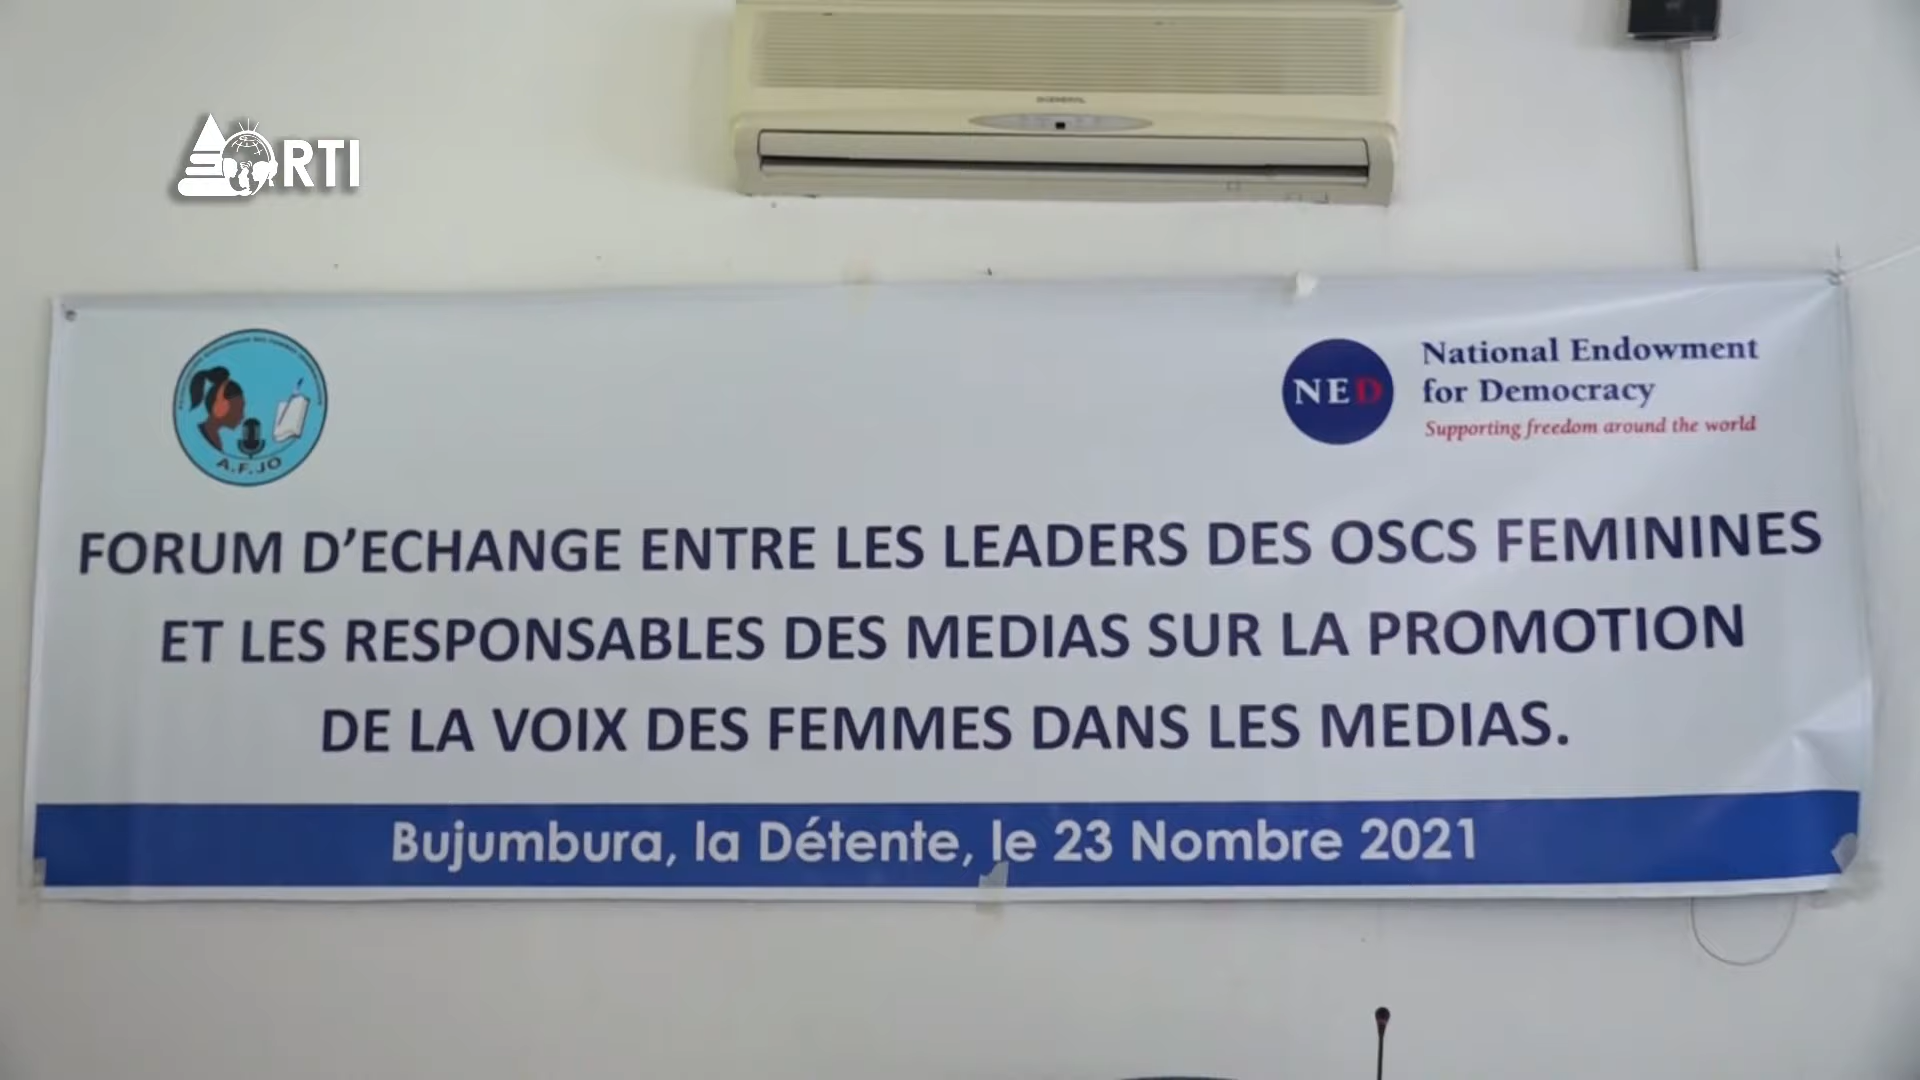 RTI
National Endowment
for Democracy
Supporting freedom around the world
NED
A.F.JO
FORUM D'ECHANGE ENTRE LES LEADERS DES OSCS FEMININES
ET LES RESPONSABLES DES MEDIAS SUR LA PROMOTION
DE LA VOIX DES FEMMES DANS LES MEDIAS.
Bujumbura, la Détente, le 23 Nombre 2021